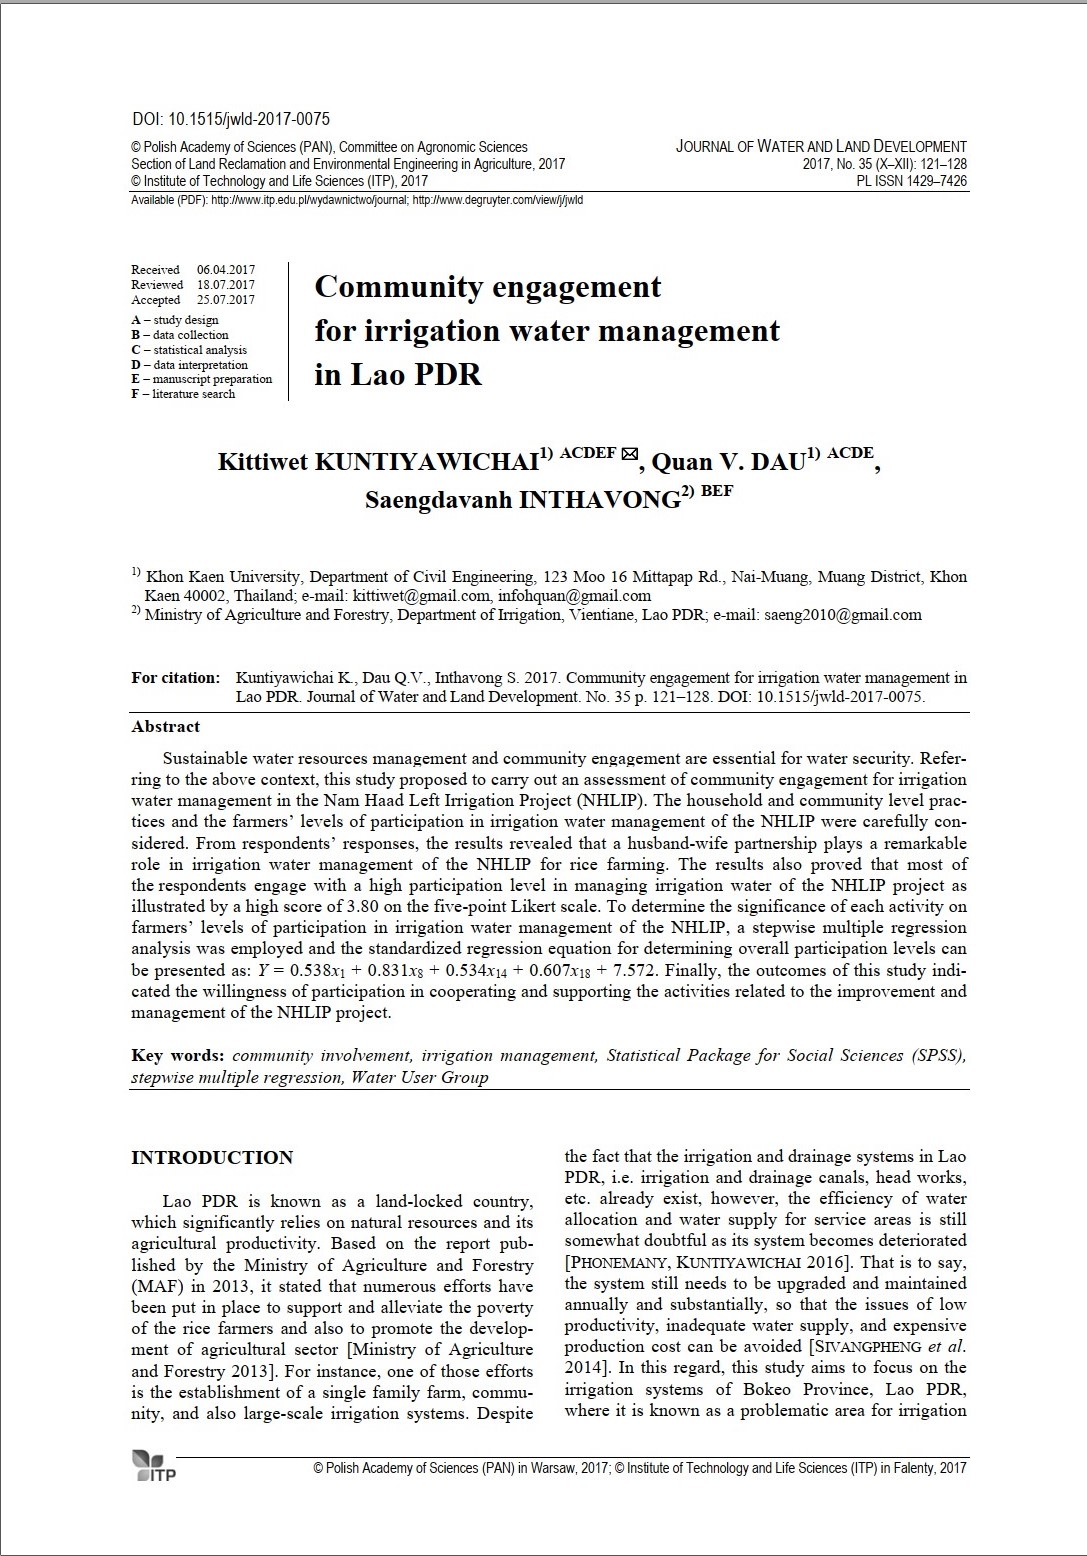 DOI: 10.1515/jwld-2017-0075
© Polish Academy of Sciences (PAN), Committee on Agronomic Sciences
Section of Land Reclamation and Environmental Engineering in Agriculture, 2017
© Institute of Technology and Life Sciences (ITP), 2017
JOURNAL OF WATER AND LAND DEVELOPMENT
2017, No. 35 (X–XII): 121–128
PL ISSN 1429–7426
Available (PDF): http://www.itp.edu.pl/wydawnictwo/journal; http://www.degruyter.com/view/j/jwld
Received 06.04.2017
Reviewed 18.07.2017
Accepted 25.07.2017
A – study design
B – data collection
C – statistical analysis
D – data interpretation
E – manuscript preparation
F – literature search
Community engagement
for irrigation water management
in Lao PDR
Kittiwet KUNTIYAWICHAI1) ACDEF ✉, Quan V. DAU1) ACDE,
Saengdavanh INTHAVONG2) BEF
1) Khon Kaen University, Department of Civil Engineering, 123 Moo 16 Mittapap Rd., Nai-Muang, Muang District, Khon
Kaen 40002, Thailand; e-mail: kittiwet@gmail.com, infohquan@gmail.com
2) Ministry of Agriculture and Forestry, Department of Irrigation, Vientiane, Lao PDR; e-mail: saeng2010@gmail.com
For citation: Kuntiyawichai K., Dau Q.V., Inthavong S. 2017. Community engagement for irrigation water management in
Lao PDR. Journal of Water and Land Development. No. 35 p. 121–128. DOI: 10.1515/jwld-2017-0075.
Abstract
Sustainable water resources management and community engagement are essential for water security. Refer-
ring to the above context, this study proposed to carry out an assessment of community engagement for irrigation
water management in the Nam Haad Left Irrigation Project (NHLIP). The household and community level prac-
tices and the farmers' levels of participation in irrigation water management of the NHLIP were carefully con-
sidered. From respondents' responses, the results revealed that a husband-wife partnership plays a remarkable
role in irrigation water management of the NHLIP for rice farming. The results also proved that most of
the respondents engage with a high participation level in managing irrigation water of the NHLIP project as
illustrated by a high score of 3.80 on the five-point Likert scale. To determine the significance of each activity on
farmers' levels of participation in irrigation water management of the NHLIP, a stepwise multiple regression
analysis was employed and the standardized regression equation for determining overall participation levels can
be presented as: Y = 0.538x1 + 0.831x8 + 0.534x14 + 0.607x18 + 7.572. Finally, the outcomes of this study indi-
cated the willingness of participation in cooperating and supporting the activities related to the improvement and
management of the NHLIP project.
Key words: community involvement, irrigation management, Statistical Package for Social Sciences (SPSS),
stepwise multiple regression, Water User Group
INTRODUCTION
Lao PDR is known as a land-locked country,
which significantly relies on natural resources and its
agricultural productivity. Based on the report pub-
lished by the Ministry of Agriculture and Forestry
(MAF) in 2013, it stated that numerous efforts have
been put in place to support and alleviate the poverty
of the rice farmers and also to promote the develop-
ment of agricultural sector [Ministry of Agriculture
and Forestry 2013]. For instance, one of those efforts
is the establishment of a single family farm, commu-
nity, and also large-scale irrigation systems. Despite
the fact that the irrigation and drainage systems in Lao
PDR, i.e. irrigation and drainage canals, head works,
etc. already exist, however, the efficiency of water
allocation and water supply for service areas is still
somewhat doubtful as its system becomes deteriorated
[PHONEMANY, KUNTIYAWICHAI 2016]. That is to say,
the system still needs to be upgraded and maintained
annually and substantially, so that the issues of low
productivity, inadequate water supply, and expensive
production cost can be avoided [SIVANGPHENG et al.
2014]. In this regard, this study aims to focus on the
irrigation systems of Bokeo Province, Lao PDR,
where it is known as a problematic area for irrigation
ITP
© Polish Academy of Sciences (PAN) in Warsaw, 2017; © Institute of Technology and Life Sciences (ITP) in Falenty, 2017